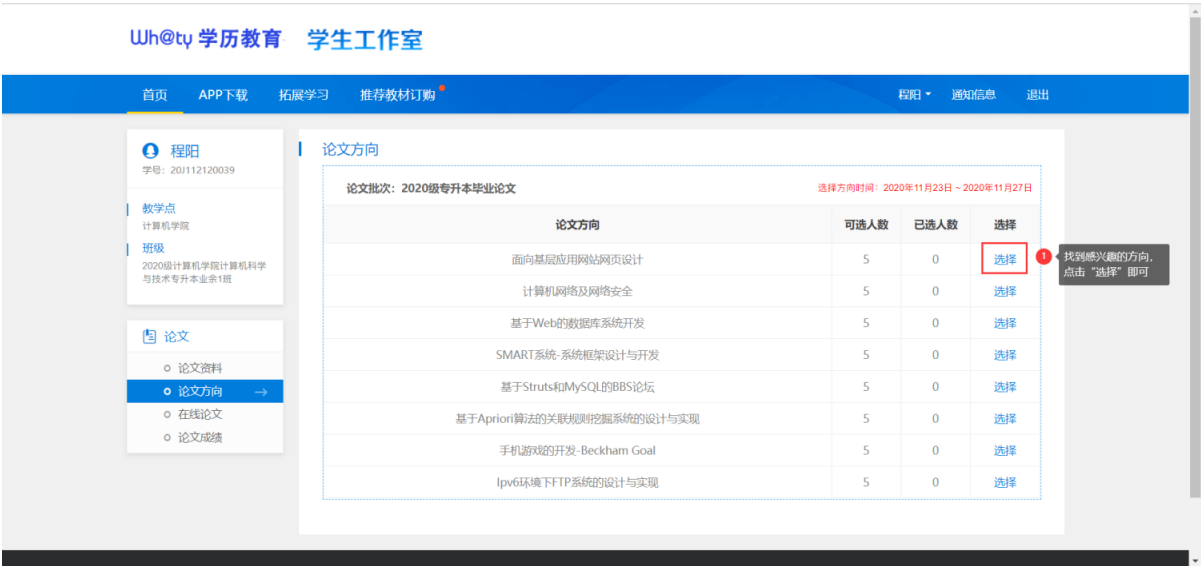 Wh@ty 学历教育 学生工作室
首页 APP下载 拓展学习 推荐教材订购 程阳 通知信息 退出
程阳
学号：20J112120039
教学点
计算机学院
班级
2020级计算机学院计算机科学
与技术专升本业余1班
论文
论文资料
论文方向
在线论文
论文成绩
论文方向
论文批次：2020级专升本毕业论文 选择方向时间：2020年11月23日 ~ 2020年11月27日
论文方向 可选人数 已选人数 选择
面向基层应用网站网页设计 5 0 选择
计算机网络及网络安全 5 0 选择
基于Web的数据库系统开发 5 0 选择
SMART系统-系统框架设计与开发 5 0 选择
基于Struts和MySQL的BBS论坛 5 0 选择
基于Apriori算法的关联规则挖掘系统的设计与实现 5 0 选择
手机游戏的开发-Beckham Goal 5 0 选择
Ipv6环境下FTP系统的设计与实现 5 0 选择
1 找到感兴趣的方向，
点击“选择”即可